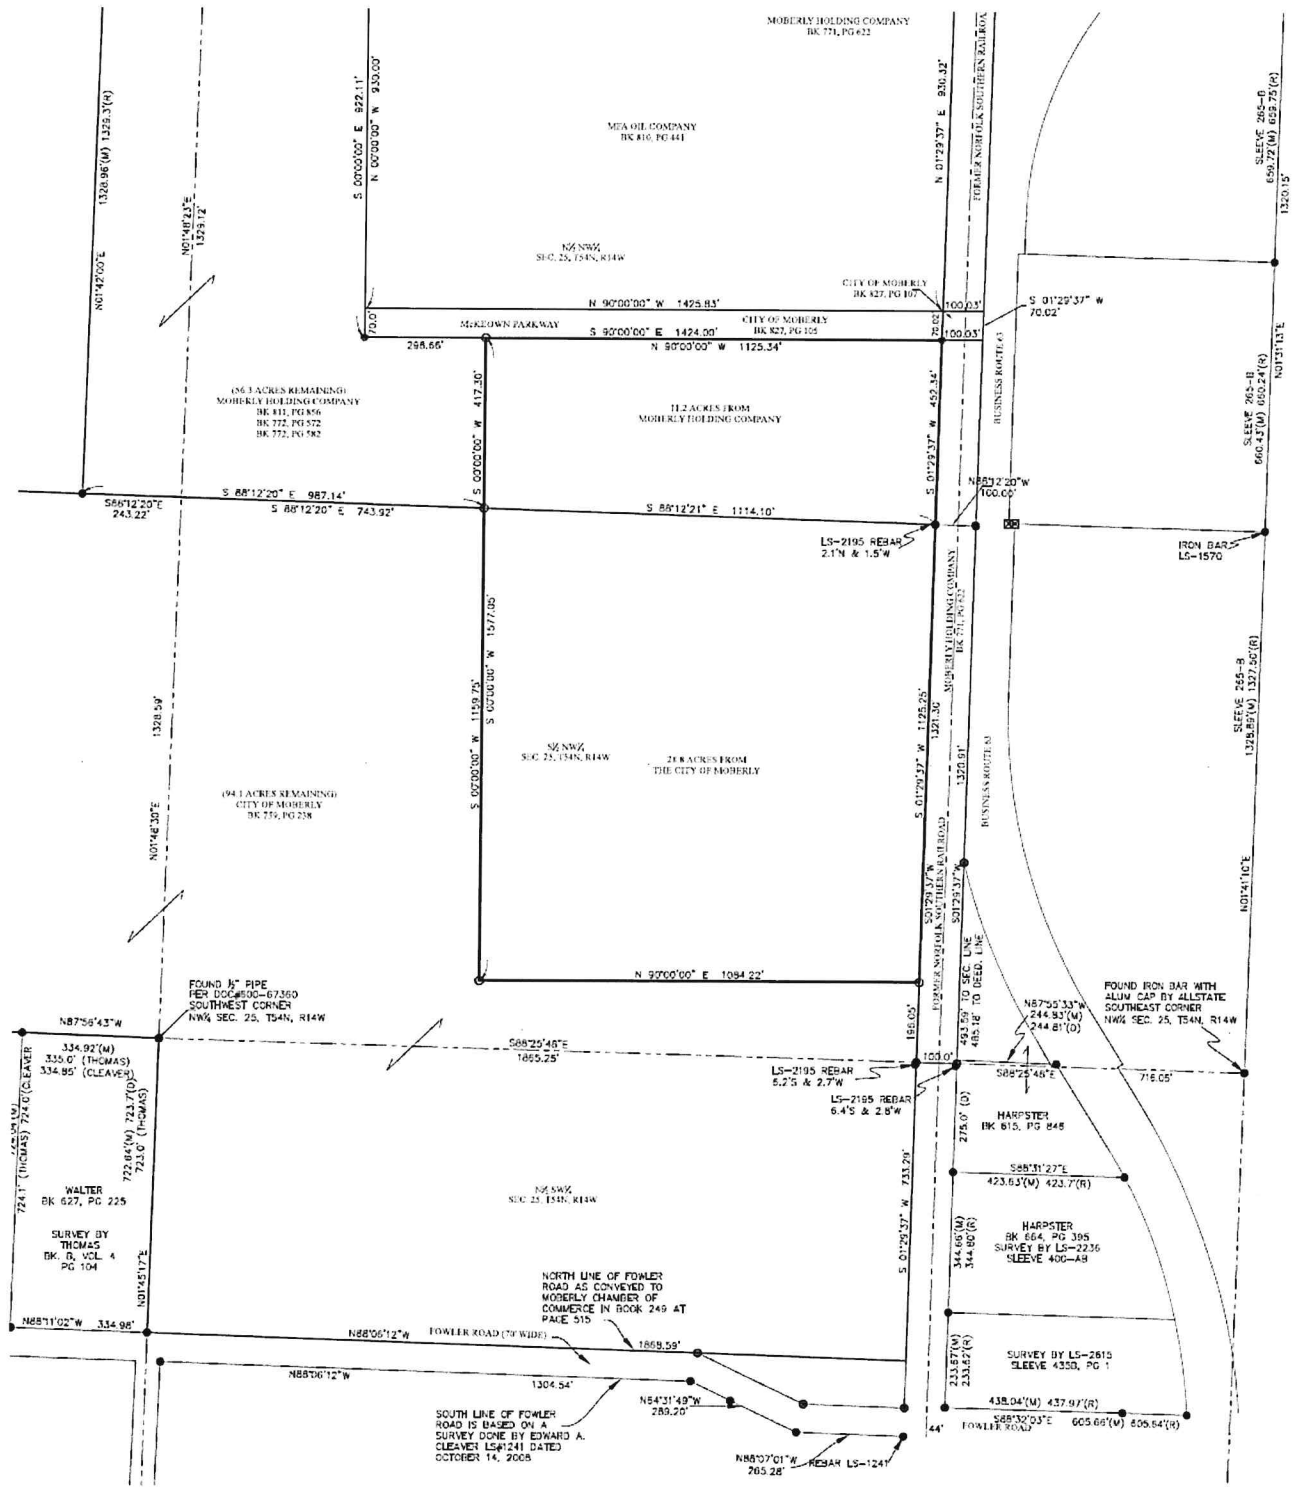 MOBERLY HOLDING COMPANY
BK 771, PG 622
S 00°00'00" E 922.11'
N 00°00'00" W 930.00'
MFA OIL COMPANY
BK 810, PG 441
N 01°29'37" E 930.32'
FORMER NORFOLK SOUTHERN RAILROA
SLEEVE 265-B
659.72'(M) 659.75'(R)
1320.15'
1328.96'(M) 1329.3'(R)
N01°42'00"E
N01°48'23"E
1329.12'
N½ NW¼
SEC. 25, T54N, R14W
CITY OF MOBERLY
BK 827, PG 107
N 90°00'00" W 1425.83'
100.03'
S 01°29'37" W
70.02'
70.0'
McKEOWN PARKWAY
CITY OF MOBERLY
BK 827, PG 105
S 90°00'00" E 1424.00'
70.02'
100.03'
298.66'
N 90°00'00" W 1125.34'
BUSINESS ROUTE 63
N01°31'13"E
SLEEVE 265-B
660.43'(M) 660.24'(R)
(56.3 ACRES REMAINING)
MOBERLY HOLDING COMPANY
BK 811, PG 856
BK 772, PG 572
BK 772, PG 582
S 00°00'00" W 417.30'
11.2 ACRES FROM
MOBERLY HOLDING COMPANY
S 01°29'37" W 452.34'
N88°12'20"W
100.00'
S88°12'20"E
243.22'
S 88°12'20" E 987.14'
S 88°12'20" E 743.92'
S 88°12'21" E 1114.10'
LS-2195 REBAR
2.1'N & 1.5'W
IRON BAR
LS-1570
MOBERLY HOLDING COMPANY
BK 771, PG 622
1328.59'
S 00°00'00" W 1159.75'
S 00°00'00" W 1577.05'
S½ NW¼
SEC. 25, T54N, R14W
21.8 ACRES FROM
THE CITY OF MOBERLY
S 01°29'37" W 1125.25'
1321.30'
1320.91'
BUSINESS ROUTE 63
SLEEVE 265-B
1328.89'(M) 1327.50'(R)
(94.1 ACRES REMAINING)
CITY OF MOBERLY
BK 759, PG 238
N01°48'30"E
N01°41'10"E
S01°29'37"W
FORMER NORFOLK SOUTHERN RAILROAD
S01°29'37"W
493.59' TO SEC. LINE
485.18' TO DEED. LINE
N 90°00'00" E 1084.22'
FOUND ½" PIPE
PER DOC#600-67360
SOUTHWEST CORNER
NW¼ SEC. 25, T54N, R14W
N87°55'33"W
244.83'(M)
244.81'(D)
FOUND IRON BAR WITH
ALUM CAP BY ALLSTATE
SOUTHEAST CORNER
NW¼ SEC. 25, T54N, R14W
N87°56'43"W
334.92'(M)
335.0' (THOMAS)
334.85' (CLEAVER)
S88°25'48"E
1865.25'
196.05'
100.0'
S88°25'48"E
716.05'
LS-2195 REBAR
5.2'S & 2.7'W
LS-2195 REBAR
6.4'S & 2.8'W
724.1' (THOMAS) 724.0'(CLEAVER
722.64'(M) 723.7'(D)
723.0' (THOMAS)
275.0' (D)
HARPSTER
BK 615, PG 848
S88°31'27"E
423.63'(M) 423.7'(R)
WALTER
BK 627, PG 225
SURVEY BY
THOMAS
BK. B, VOL. 4
PG 104
N½ SW¼
SEC. 25, T54N, R14W
S 01°29'37" W 733.29'
344.66'(M)
344.80'(R)
HARPSTER
BK 664, PG 395
SURVEY BY LS-2236
SLEEVE 400-AB
N01°45'17"E
NORTH LINE OF FOWLER
ROAD AS CONVEYED TO
MOBERLY CHAMBER OF
COMMERCE IN BOOK 249 AT
PAGE 515
N88°11'02"W 334.98'
N88°06'12"W
FOWLER ROAD (70' WIDE)
1868.59'
233.67'(M)
233.62'(R)
SURVEY BY LS-2615
SLEEVE 435B, PG 1
N88°06'12"W
1304.54'
N64°31'49"W
289.20'
438.04'(M) 437.97'(R)
S88°32'03"E
605.66'(M) 605.64'(R)
FOWLER ROAD
44'
SOUTH LINE OF FOWLER
ROAD IS BASED ON A
SURVEY DONE BY EDWARD A.
CLEAVER LS#1241 DATED
OCTOBER 14, 2008
N88°07'01"W
265.28'
REBAR LS-1241